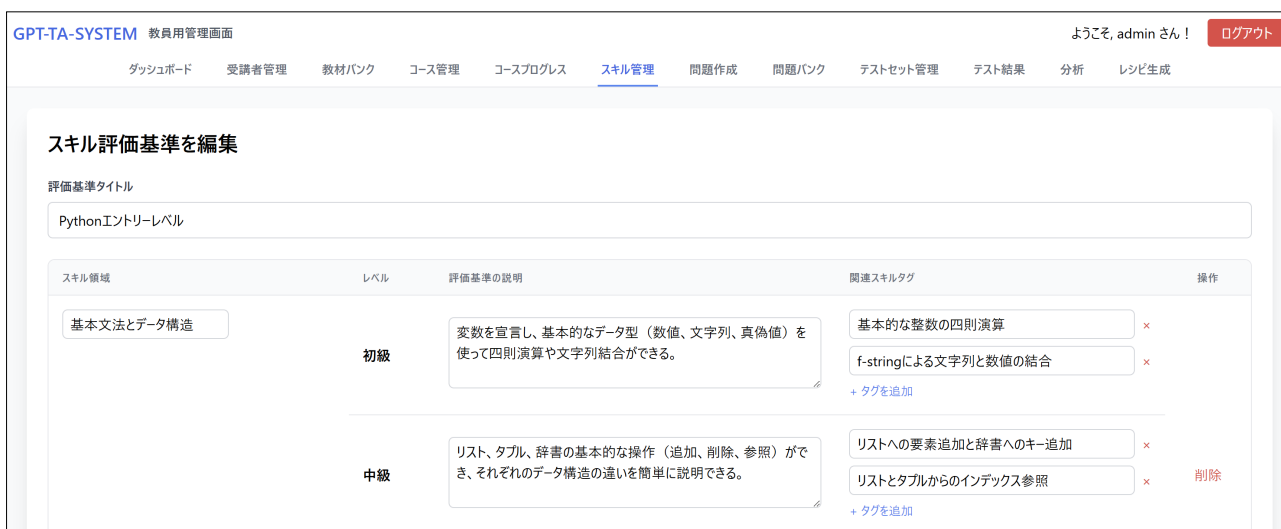 GPT-TA-SYSTEM 教員用管理画面 ようこそ, admin さん！ ログアウト
ダッシュボード 受講者管理 教材バンク コース管理 コースプログレス スキル管理 問題作成 問題バンク テストセット管理 テスト結果 分析 レシピ生成
スキル評価基準を編集
評価基準タイトル
Pythonエントリーレベル
スキル領域 レベル 評価基準の説明 関連スキルタグ 操作
基本文法とデータ構造
初級
変数を宣言し、基本的なデータ型（数値、文字列、真偽値）を
使って四則演算や文字列結合ができる。
基本的な整数の四則演算 ×
f-stringによる文字列と数値の結合 ×
+ タグを追加
中級
リスト、タプル、辞書の基本的な操作（追加、削除、参照）がで
き、それぞれのデータ構造の違いを簡単に説明できる。
リストへの要素追加と辞書へのキー追加 ×
リストとタプルからのインデックス参照 ×
+ タグを追加
削除